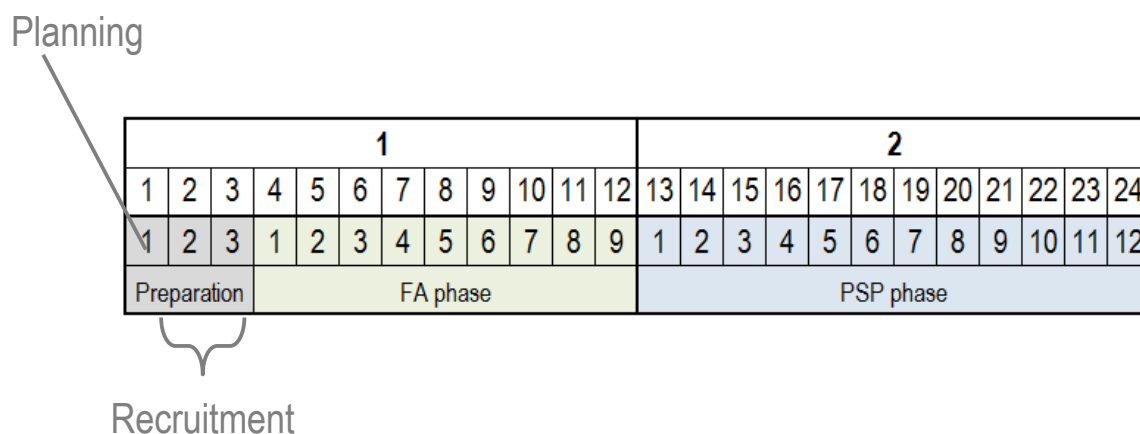 Planning
1 2
1 2 3 4 5 6 7 8 9 10 11 12 13 14 15 16 17 18 19 20 21 22 23 24
1 2 3 1 2 3 4 5 6 7 8 9 1 2 3 4 5 6 7 8 9 10 11 12
Preparation FA phase PSP phase
Recruitment